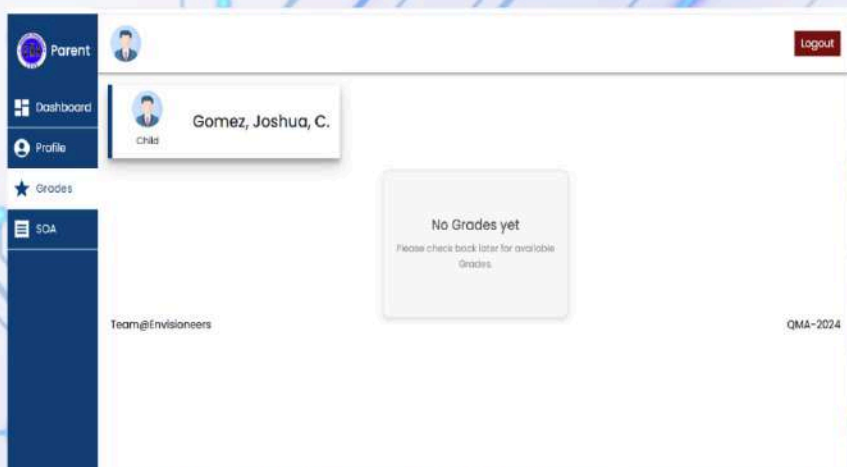 Parent
Logout
Dashboard
Profile
Grades
SOA
Child
Gomez, Joshua, C.
No Grades yet
Please check back later for available
Grades.
Team@Envisioneers
QMA-2024